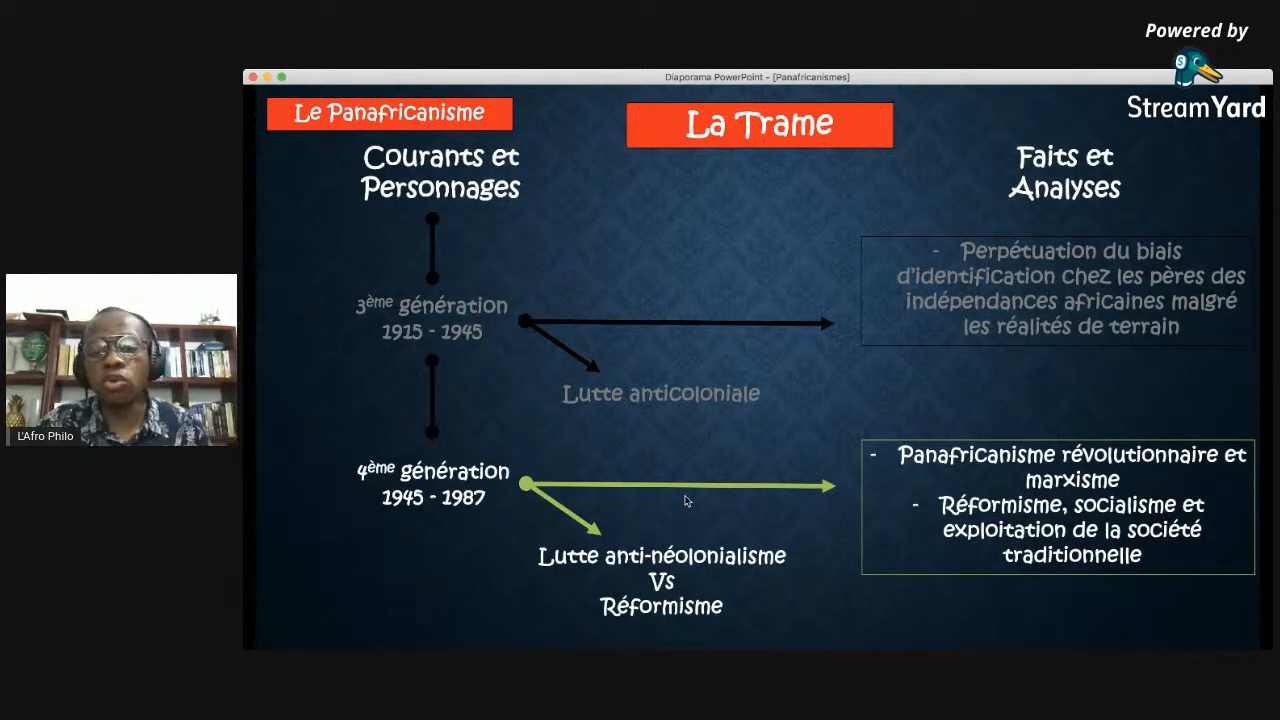 Powered by
StreamYard
Diaporama PowerPoint - [Panafricanismes]
Le Panafricanisme
La Trame
Courants et
Personnages
Faits et
Analyses
3ème génération
1915 - 1945
- Perpétuation du biais
d'identification chez les pères des
indépendances africaines malgré
les réalités de terrain
Lutte anticoloniale
L'Afro Philo
4ème génération
1945 - 1987
- Panafricanisme révolutionnaire et
marxisme
- Réformisme, socialisme et
exploitation de la société
traditionnelle
Lutte anti-néolonialisme
Vs
Réformisme